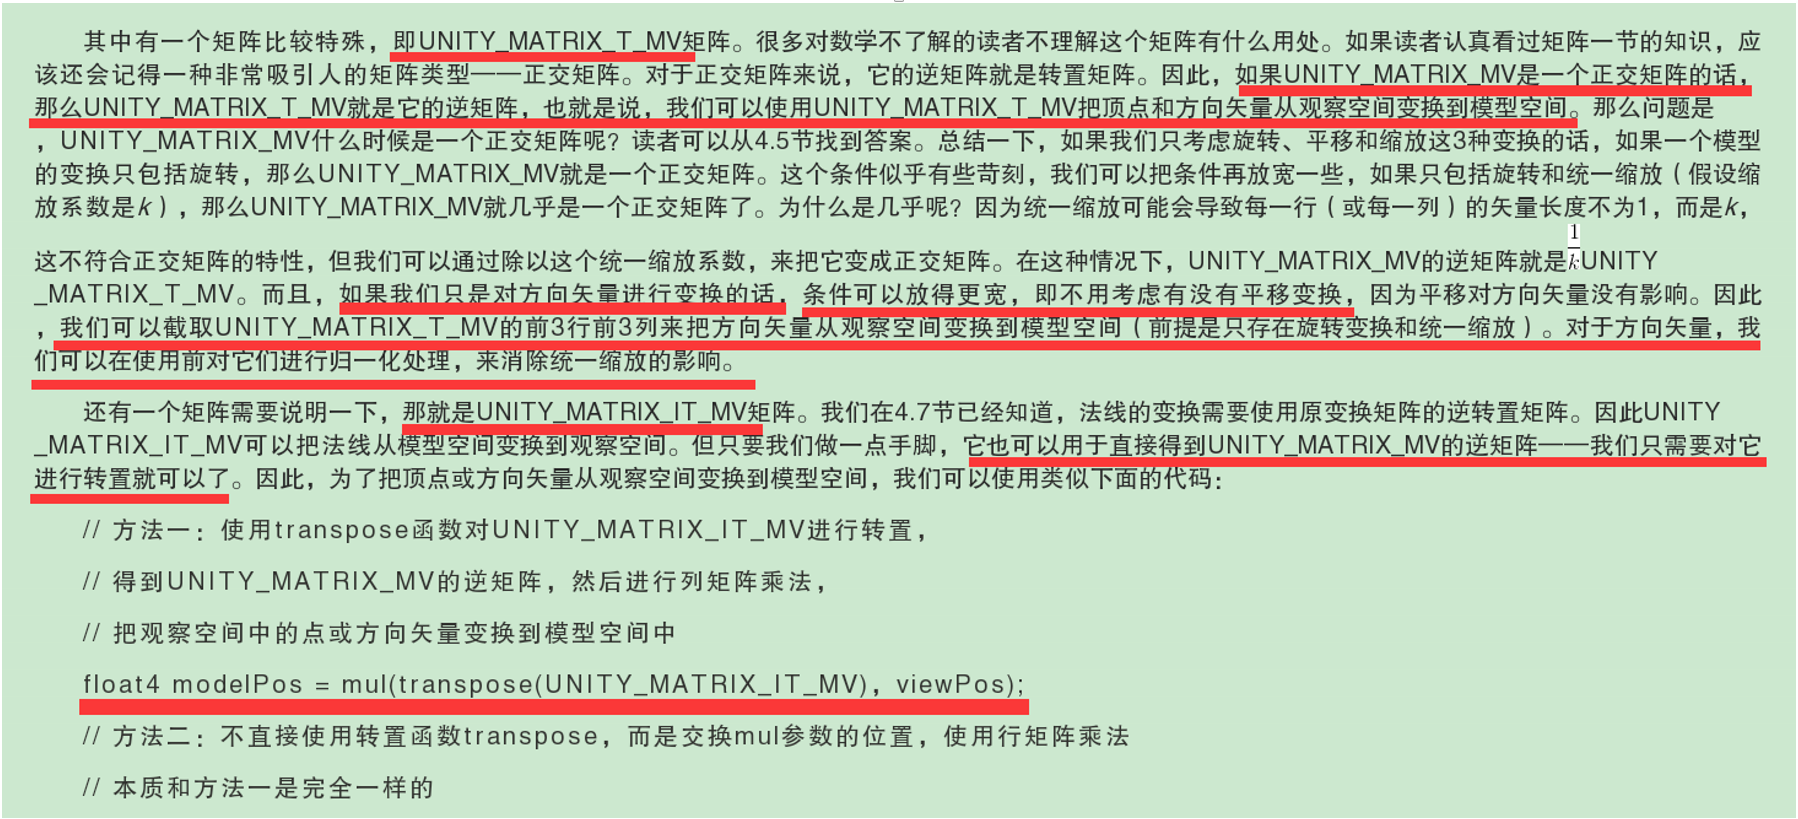 其中有一个矩阵比较特殊，即UNITY_MATRIX_T_MV矩阵。很多对数学不了解的读者不理解这个矩阵有什么用处。如果读者认真看过矩阵一节的知识，应
该还会记得一种非常吸引人的矩阵类型——正交矩阵。对于正交矩阵来说，它的逆矩阵就是转置矩阵。因此，如果UNITY_MATRIX_MV是一个正交矩阵的话，
那么UNITY_MATRIX_T_MV就是它的逆矩阵，也就是说，我们可以使用UNITY_MATRIX_T_MV把顶点和方向矢量从观察空间变换到模型空间。那么问题是
，UNITY_MATRIX_MV什么时候是一个正交矩阵呢？读者可以从4.5节找到答案。总结一下，如果我们只考虑旋转、平移和缩放这3种变换的话，如果一个模型
的变换只包括旋转，那么UNITY_MATRIX_MV就是一个正交矩阵。这个条件似乎有些苛刻，我们可以把条件再放宽一些，如果只包括旋转和统一缩放（假设缩
放系数是k），那么UNITY_MATRIX_MV就几乎是一个正交矩阵了。为什么是几乎呢？因为统一缩放可能会导致每一行（或每一列）的矢量长度不为1，而是k，
这不符合正交矩阵的特性，但我们可以通过除以这个统一缩放系数，来把它变成正交矩阵。在这种情况下，UNITY_MATRIX_MV的逆矩阵就是1/k UNITY
_MATRIX_T_MV。而且，如果我们只是对方向矢量进行变换的话，条件可以放得更宽，即不用考虑有没有平移变换，因为平移对方向矢量没有影响。因此
，我们可以截取UNITY_MATRIX_T_MV的前3行前3列来把方向矢量从观察空间变换到模型空间（前提是只存在旋转变换和统一缩放）。对于方向矢量，我
们可以在使用前对它们进行归一化处理，来消除统一缩放的影响。
还有一个矩阵需要说明一下，那就是UNITY_MATRIX_IT_MV矩阵。我们在4.7节已经知道，法线的变换需要使用原变换矩阵的逆转置矩阵。因此UNITY
_MATRIX_IT_MV可以把法线从模型空间变换到观察空间。但只要我们做一点手脚，它也可以用于直接得到UNITY_MATRIX_MV的逆矩阵——我们只需要对它
进行转置就可以了。因此，为了把顶点或方向矢量从观察空间变换到模型空间，我们可以使用类似下面的代码：
// 方法一：使用transpose函数对UNITY_MATRIX_IT_MV进行转置，
// 得到UNITY_MATRIX_MV的逆矩阵，然后进行列矩阵乘法，
// 把观察空间中的点或方向矢量变换到模型空间中
float4 modelPos = mul(transpose(UNITY_MATRIX_IT_MV), viewPos);
// 方法二：不直接使用转置函数transpose，而是交换mul参数的位置，使用行矩阵乘法
// 本质和方法一是完全一样的